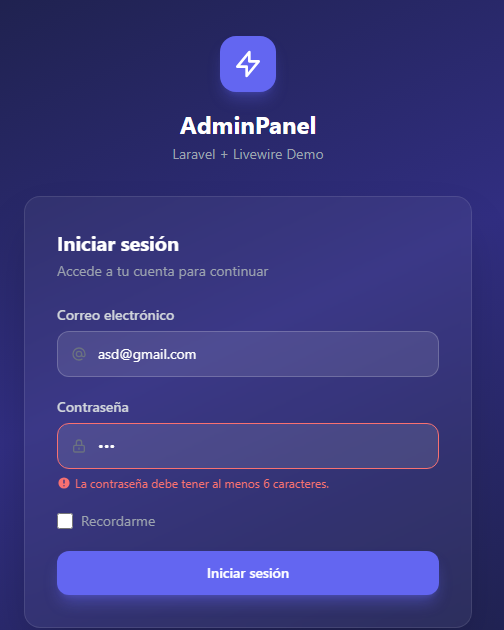 AdminPanel
Laravel + Livewire Demo
Iniciar sesión
Accede a tu cuenta para continuar
Correo electrónico
asd@gmail.com
Contraseña
•••
La contraseña debe tener al menos 6 caracteres.
Recordarme
Iniciar sesión